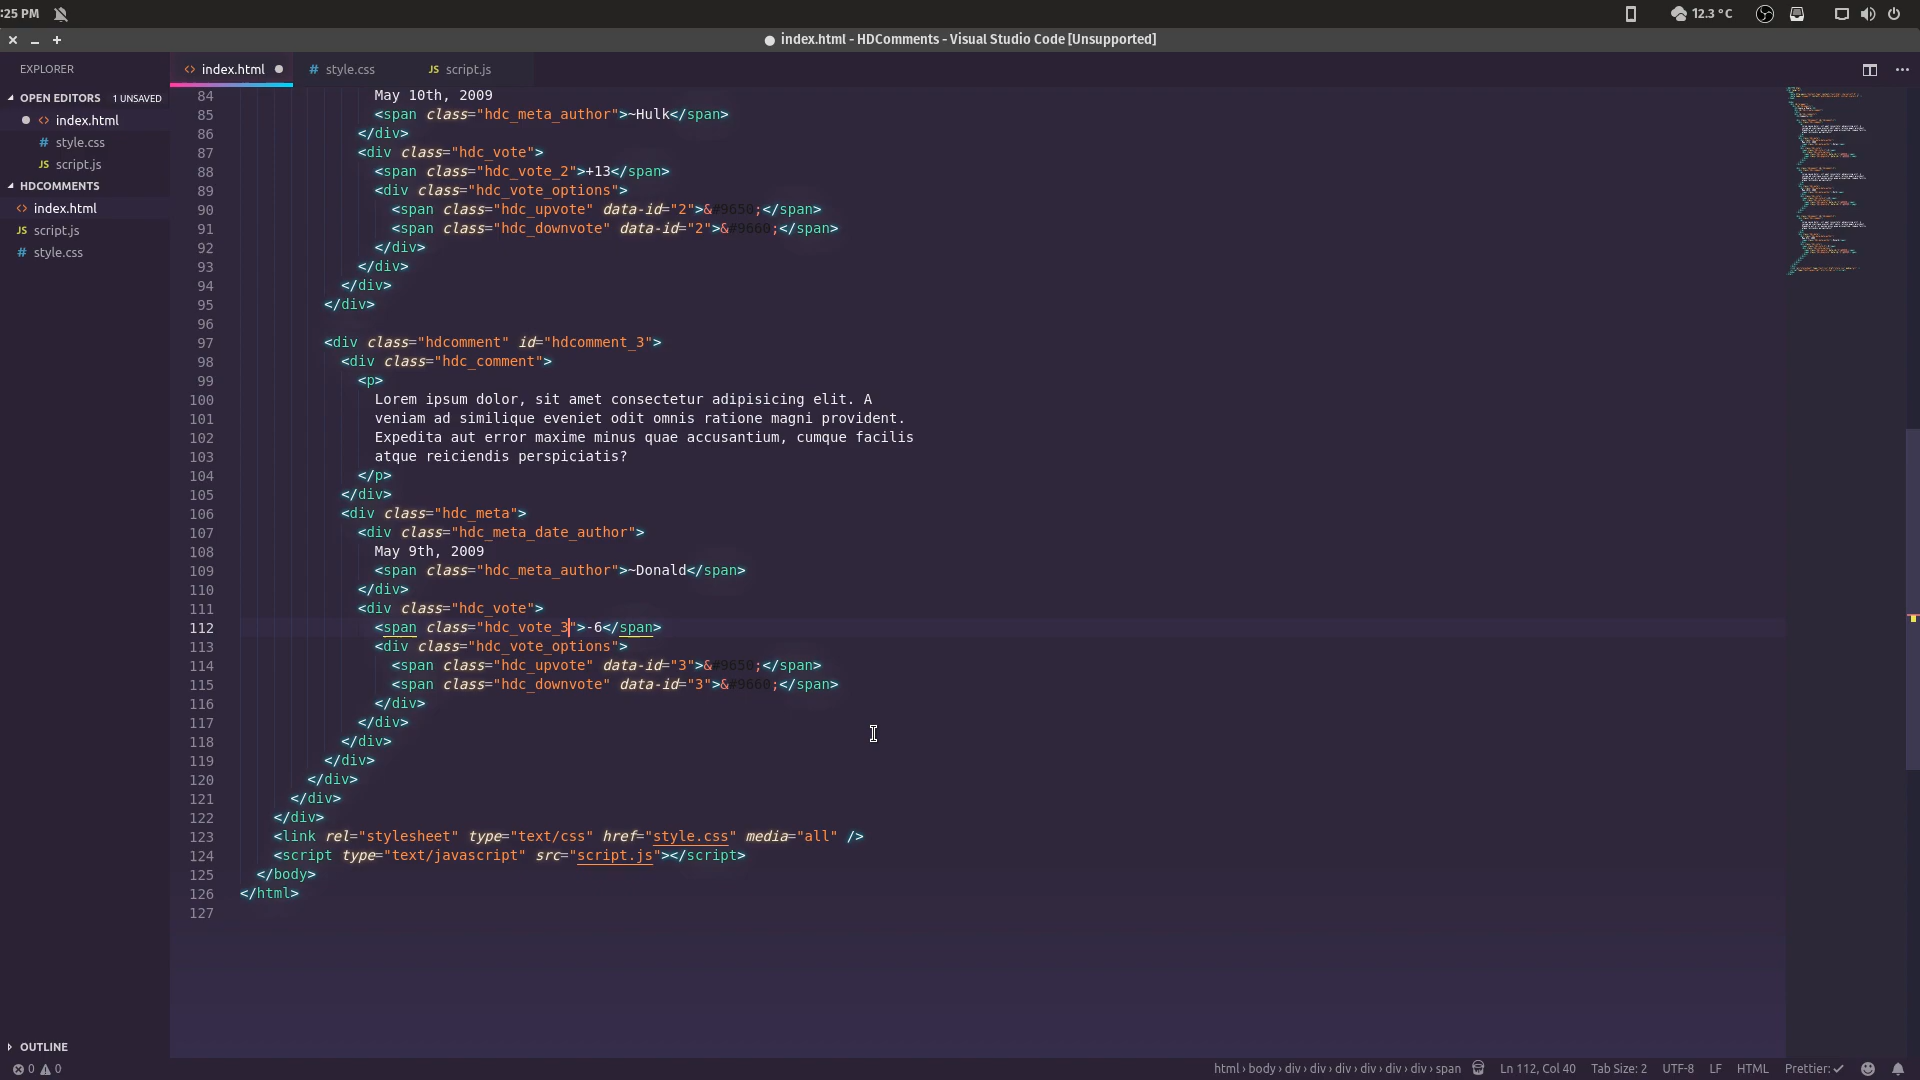 :25 PM
12.3 °C
index.html - HDComments - Visual Studio Code [Unsupported]
EXPLORER
OPEN EDITORS 1 UNSAVED
<> index.html
# style.css
JS script.js
HDCOMMENTS
<> index.html
JS script.js
# style.css
OUTLINE
<> index.html
# style.css
JS script.js
84 May 10th, 2009
85 <span class="hdc_meta_author">~Hulk</span>
86 </div>
87 <div class="hdc_vote">
88 <span class="hdc_vote_2">+13</span>
89 <div class="hdc_vote_options">
90 <span class="hdc_upvote" data-id="2">&#9650;</span>
91 <span class="hdc_downvote" data-id="2">&#9660;</span>
92 </div>
93 </div>
94 </div>
95 </div>
96
97 <div class="hdcomment" id="hdcomment_3">
98 <div class="hdc_comment">
99 <p>
100 Lorem ipsum dolor, sit amet consectetur adipisicing elit. A
101 veniam ad similique eveniet odit omnis ratione magni provident.
102 Expedita aut error maxime minus quae accusantium, cumque facilis
103 atque reiciendis perspiciatis?
104 </p>
105 </div>
106 <div class="hdc_meta">
107 <div class="hdc_meta_date_author">
108 May 9th, 2009
109 <span class="hdc_meta_author">~Donald</span>
110 </div>
111 <div class="hdc_vote">
112 <span class="hdc_vote_3">-6</span>
113 <div class="hdc_vote_options">
114 <span class="hdc_upvote" data-id="3">&#9650;</span>
115 <span class="hdc_downvote" data-id="3">&#9660;</span>
116 </div>
117 </div>
118 </div>
119 </div>
120 </div>
121 </div>
122 </div>
123 <link rel="stylesheet" type="text/css" href="style.css" media="all" />
124 <script type="text/javascript" src="script.js"></script>
125 </body>
126 </html>
127
0 0
html › body › div › div › div › div › div › div › span
Ln 112, Col 40
Tab Size: 2
UTF-8
LF
HTML
Prettier: ✓